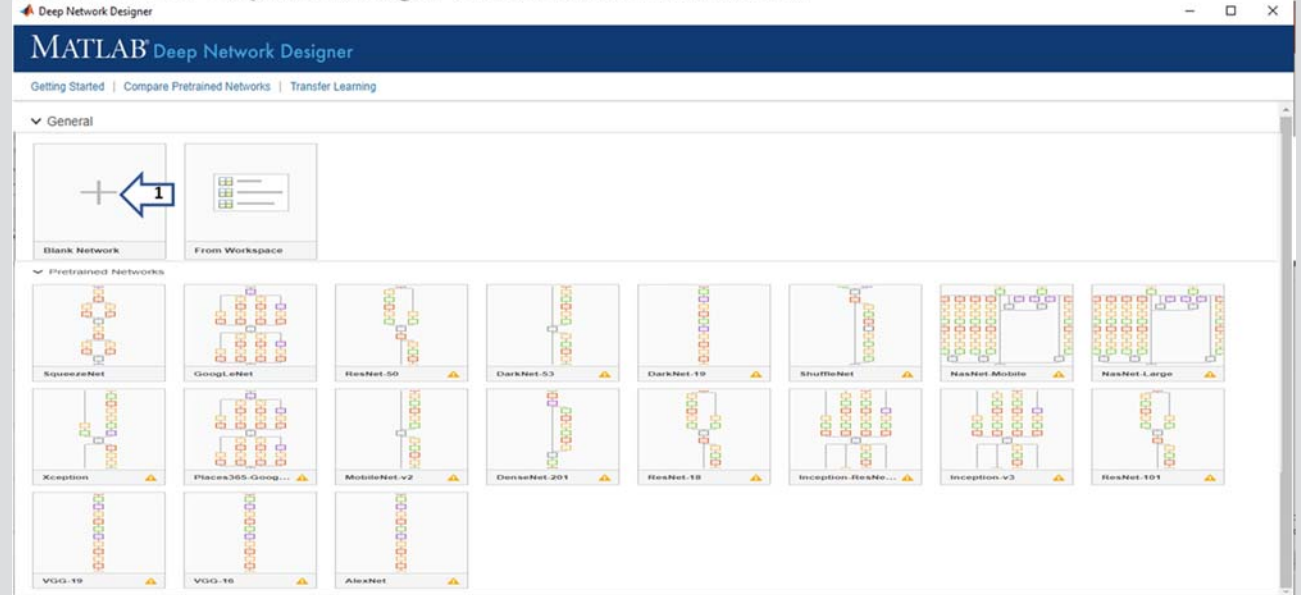 Deep Network Designer
MATLAB® Deep Network Designer
Getting Started | Compare Pretrained Networks | Transfer Learning
General
1
Blank Network From Workspace
Pretrained Networks
SqueezeNet GoogLeNet ResNet-50 DarkNet-53 DarkNet-19 ShuffleNet NasNet-Mobile NasNet-Large
Xception Places365-Goog... MobileNet-v2 DenseNet-201 ResNet-18 Inception-ResNe... Inception-v3 ResNet-101
VGG-19 VGG-16 AlexNet